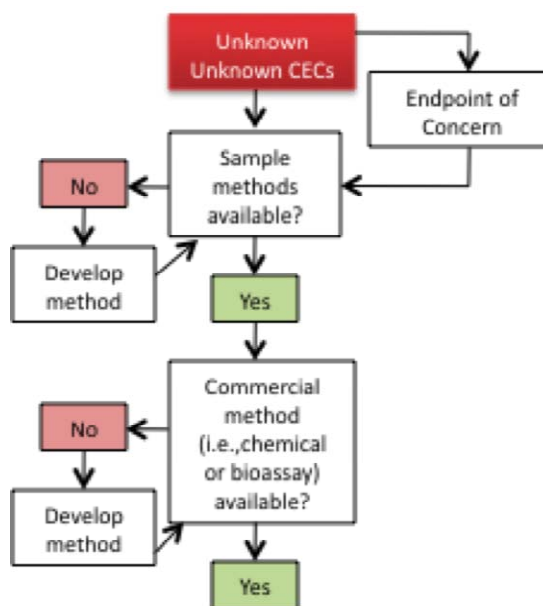 Unknown
Unknown CECs
Endpoint of
Concern
Sample
methods
available?
No
Develop
method
Yes
Commercial
method
(i.e.,chemical
or bioassay)
available?
No
Develop
method
Yes